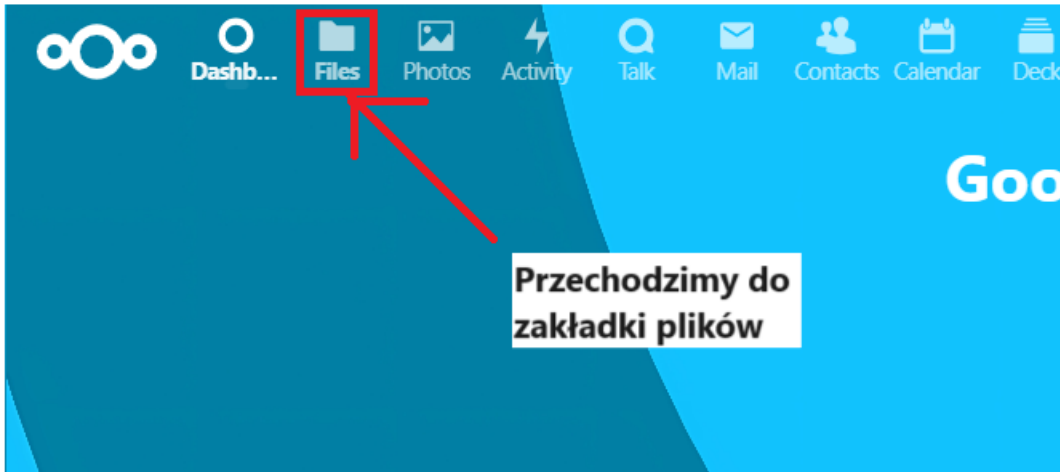 Dashb... Files Photos Activity Talk Mail Contacts Calendar Deck
Goo
Przechodzimy do
zakładki plików